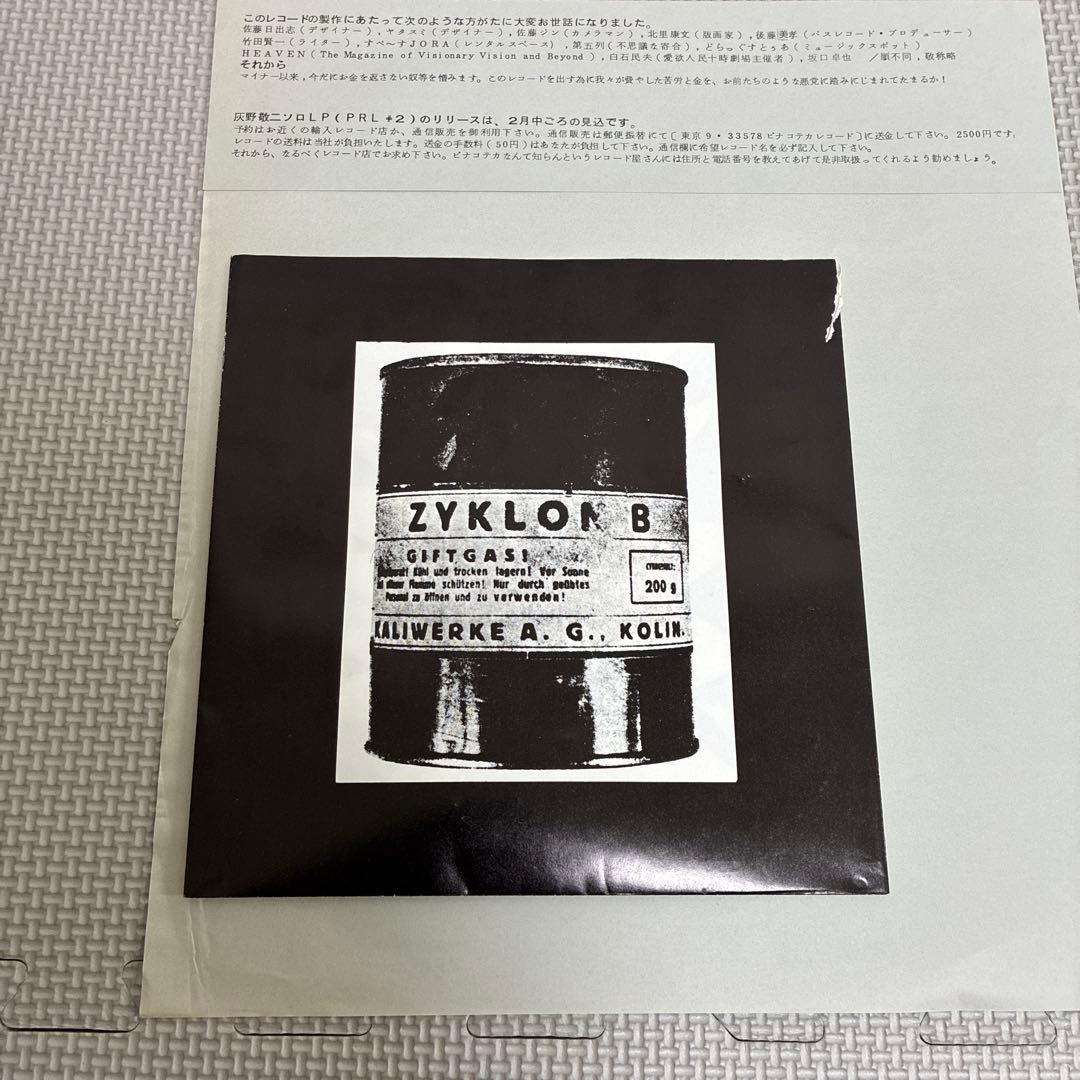 このレコードの製作にあたって次のような方がたに大変お世話になりました。
佐藤日出志(デザイナー), ヤタスミ(デザイナー), 佐藤ジン(カメラマン), 北里康文(版画家), 後藤美孝(パスレコード・プロデューサー)
竹田賢一(ライター), すぺーすJORA(レンタルスペース), 第五列(不思議な寄合), どらっぐすとぅあ(ミュージックスポット)
HEAVEN(The Magazine of Visionary Vision and Beyond), 白石民夫(愛欲人民十時劇場主催者), 坂口卓也 /順不同, 敬称略
それから
マイナー以来, 今だにお金を返さない奴等を憎みます。このレコードを出す為に我々が費やした苦労と金を、お前たちのような悪党に踏みにじまれてたまるか!
灰野敬二ソロLP(PRL #2)のリリースは、2月中ごろの見込です。
予約はお近くの輸入レコード店か、通信販売を御利用下さい。通信販売は郵便振替にて[東京9・33578ピナコテカレコード]に送金して下さい。2500円です,
レコードの送料は当社が負担いたします。送金の手数料(50円)はあなたが負担して下さい。通信欄に希望レコード名を必ず記入して下さい。
それから、なるべくレコード店でお求め下さい。ピナコテカなんて知らんというレコード屋さんには住所と電話番号を教えてあげて是非取扱ってくれるよう勧めましょう。
ZYKLON B
GIFTGAS!
Kühl und trocken lagern! Vor Sonne
Flamme schützen! Nur durch geübtes
Personal zu öffnen und zu verwenden!
200 g
KALIWERKE A. G., KOLIN.